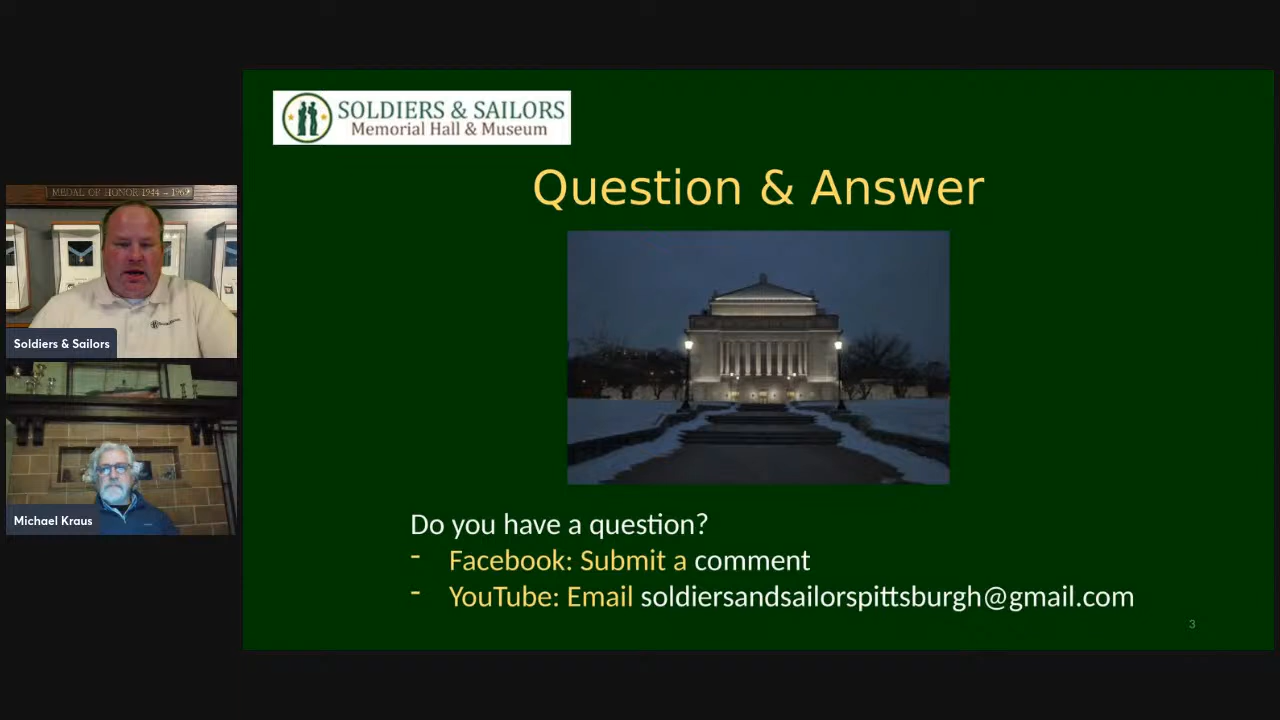 SOLDIERS & SAILORS
Memorial Hall & Museum
Question & Answer
MEDAL OF HONOR 1944 - 1969
Soldiers & Sailors
Michael Kraus
Do you have a question?
- Facebook: Submit a comment
- YouTube: Email soldiersandsailorspittsburgh@gmail.com
3